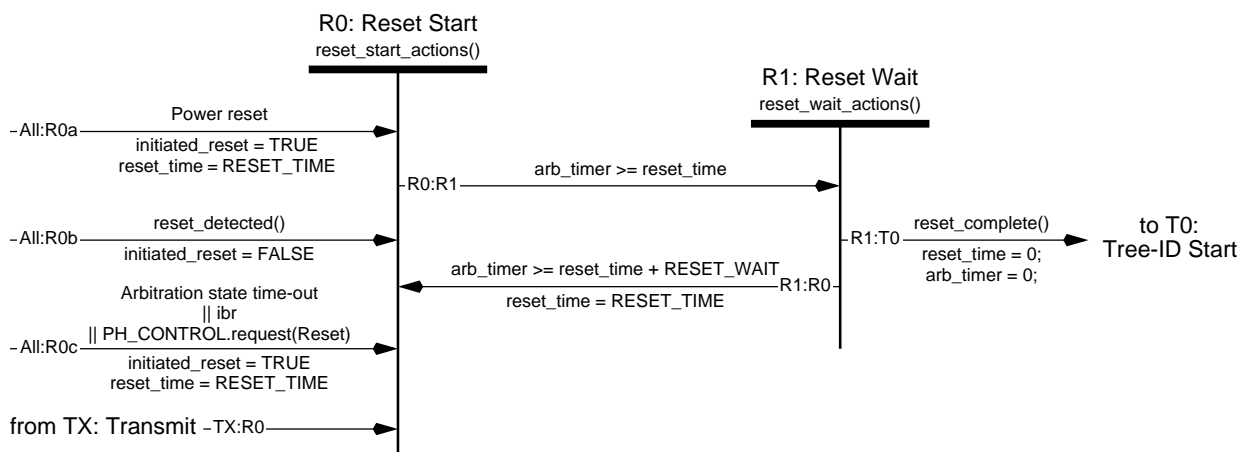 R0: Reset Start
reset_start_actions()
R1: Reset Wait
reset_wait_actions()
Power reset
All:R0a
initiated_reset = TRUE
reset_time = RESET_TIME
arb_timer >= reset_time
R0:R1
reset_detected()
All:R0b
initiated_reset = FALSE
reset_complete()
R1:T0
reset_time = 0;
arb_timer = 0;
to T0:
Tree-ID Start
arb_timer >= reset_time + RESET_WAIT
R1:R0
reset_time = RESET_TIME
Arbitration state time-out
|| ibr
|| PH_CONTROL.request(Reset)
All:R0c
initiated_reset = TRUE
reset_time = RESET_TIME
from TX: Transmit TX:R0